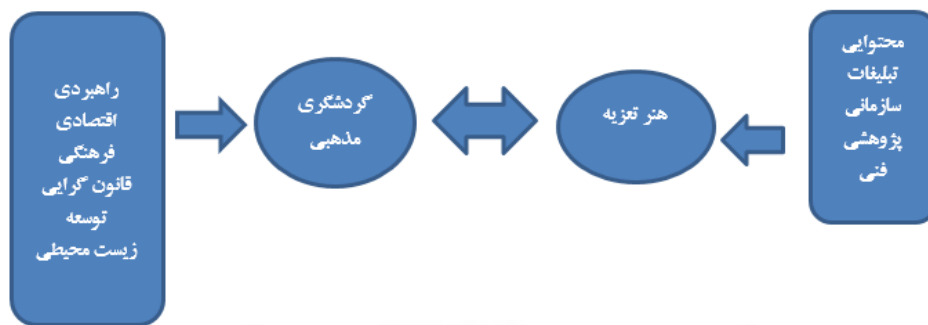 محتوایی
تبلیغات
سازمانی
پژوهشی
فنی
هنر تعزیه
گردشگری
مذهبی
راهبردی
اقتصادی
فرهنگی
قانون گرایی
توسعه
زیست محیطی